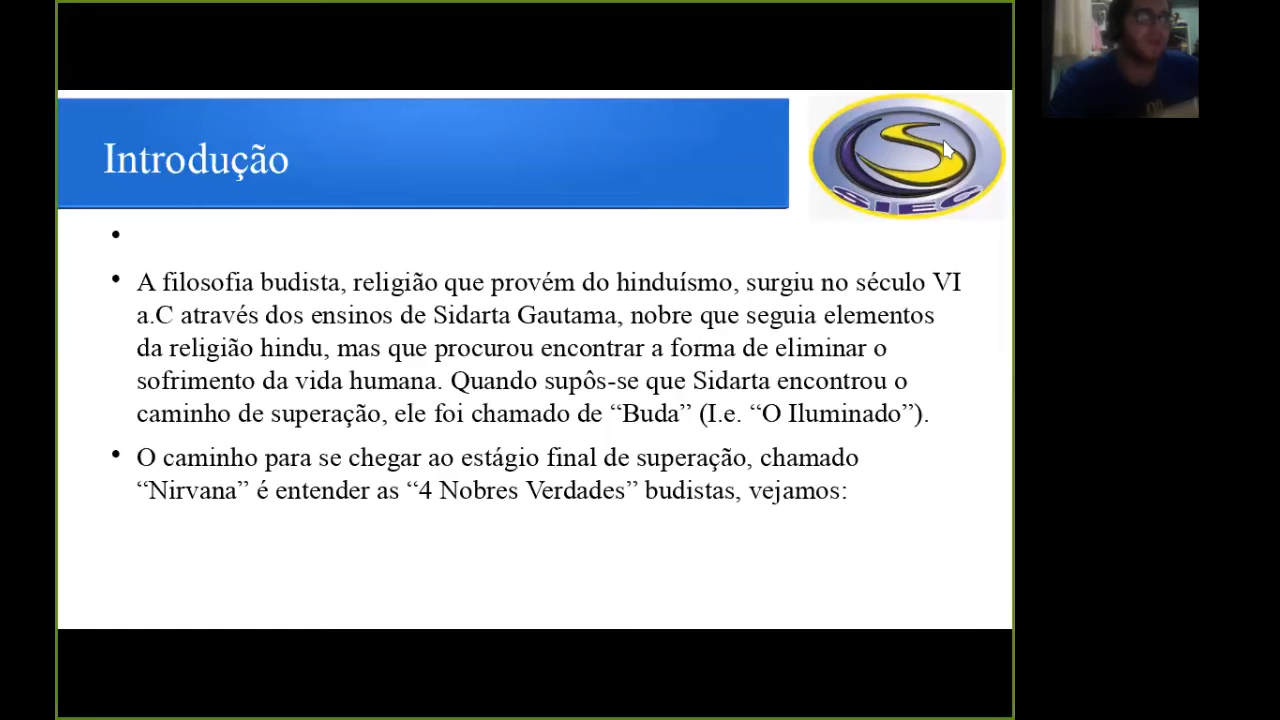 Introdução
SIEC
A filosofia budista, religião que provém do hinduísmo, surgiu no século VI
a.C através dos ensinos de Sidarta Gautama, nobre que seguia elementos
da religião hindu, mas que procurou encontrar a forma de eliminar o
sofrimento da vida humana. Quando supôs-se que Sidarta encontrou o
caminho de superação, ele foi chamado de “Buda” (I.e. “O Iluminado”).
O caminho para se chegar ao estágio final de superação, chamado
“Nirvana” é entender as “4 Nobres Verdades” budistas, vejamos: